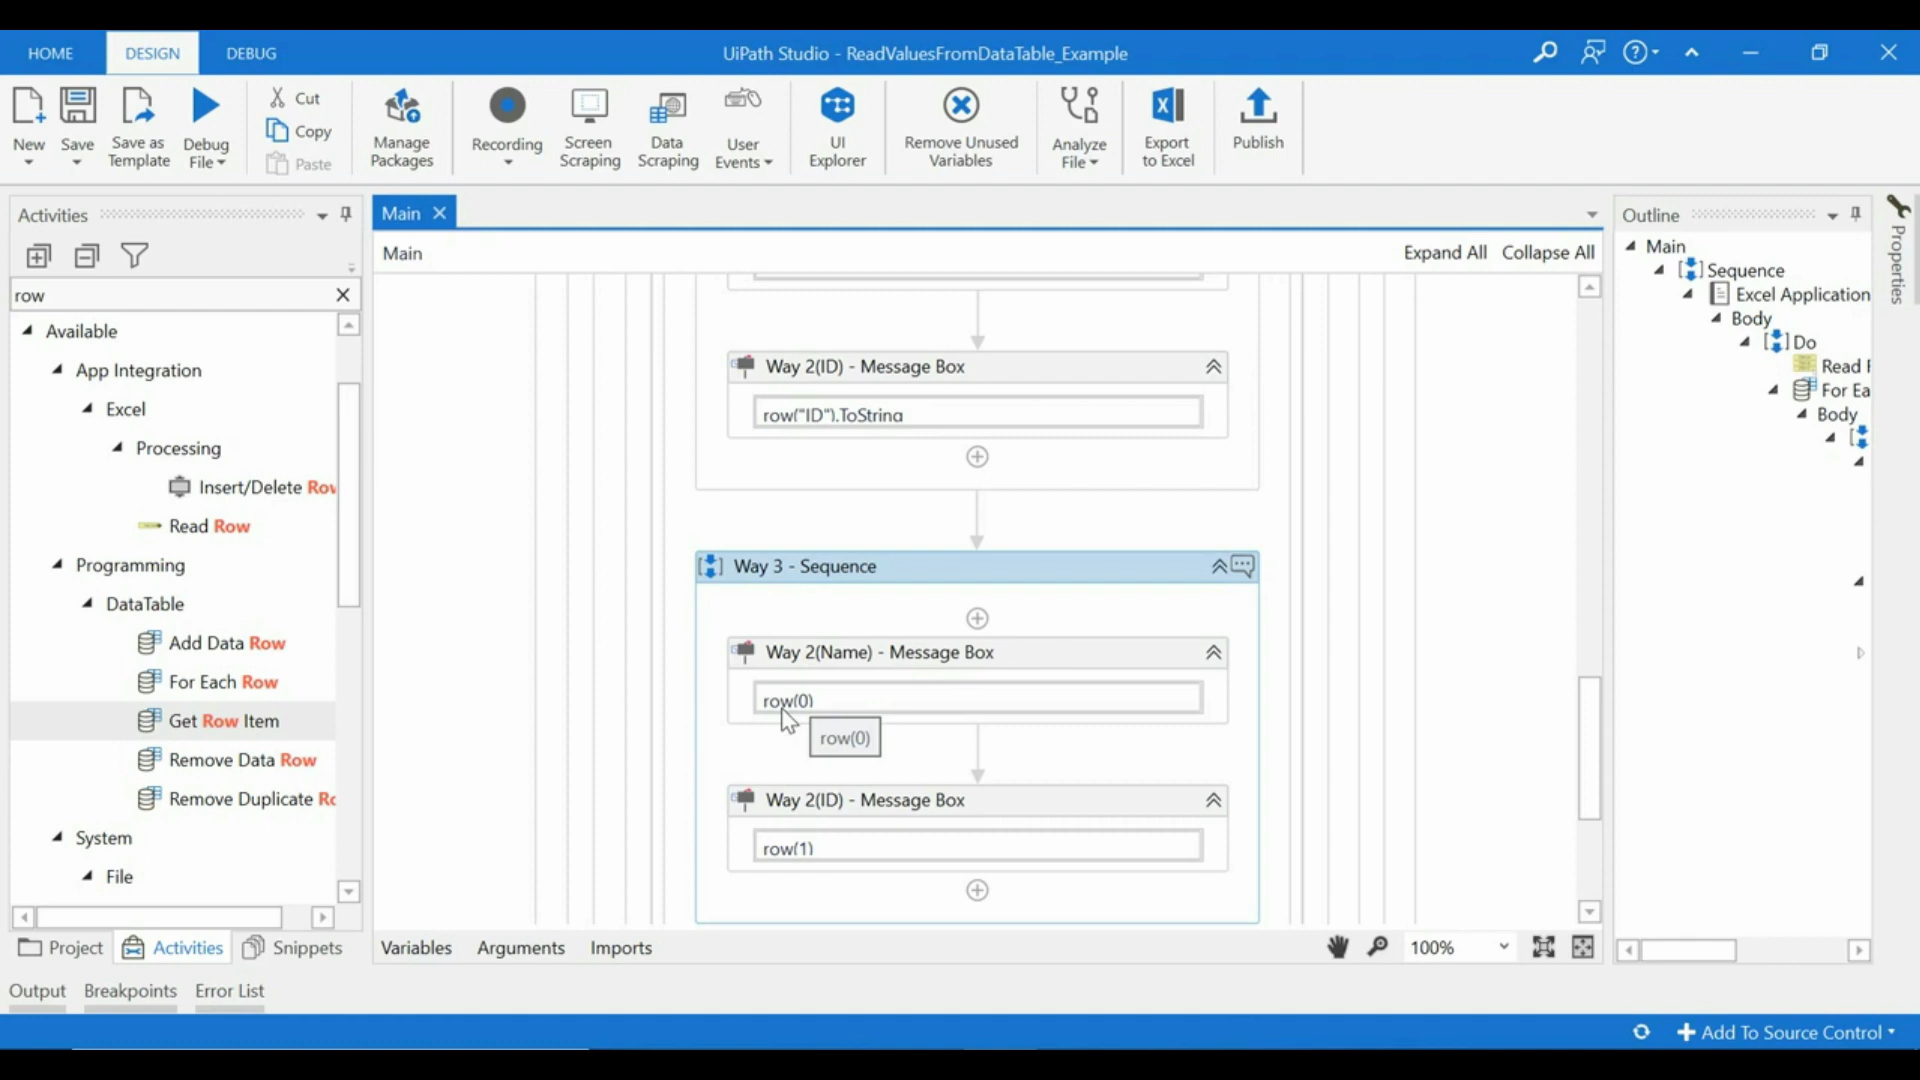 HOME DESIGN DEBUG UiPath Studio - ReadValuesFromDataTable_Example
New Save Save as Template Debug File Cut Copy Paste Manage Packages Recording Screen Scraping Data Scraping User Events UI Explorer Remove Unused Variables Analyze File Export to Excel Publish
Activities
row
Available
App Integration
Excel
Processing
Insert/Delete Row
Read Row
Programming
DataTable
Add Data Row
For Each Row
Get Row Item
Remove Data Row
Remove Duplicate Ro
System
File
Project Activities Snippets
Main
Main Expand All Collapse All
Way 2(ID) - Message Box
row("ID").ToString
Way 3 - Sequence
Way 2(Name) - Message Box
row(0)
row(0)
Way 2(ID) - Message Box
row(1)
Variables Arguments Imports 100%
Outline
Main
Sequence
Excel Application
Body
Do
Read
For Ea
Body
Properties
Output Breakpoints Error List
Add To Source Control